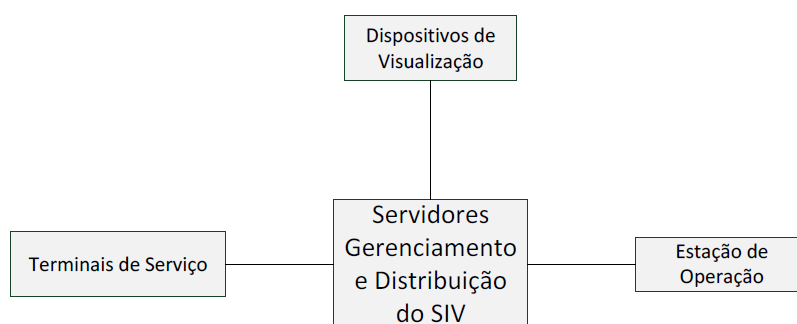 Dispositivos de
Visualização
Servidores
Gerenciamento
e Distribuição
do SIV
Terminais de Serviço
Estação de
Operação